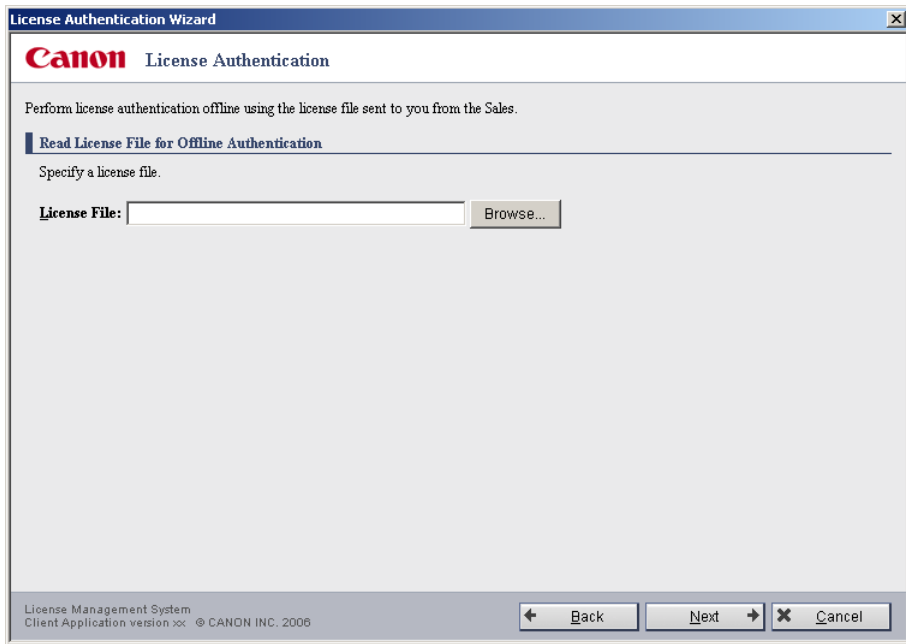 License Authentication Wizard
Canon License Authentication
Perform license authentication offline using the license file sent to you from the Sales.
Read License File for Offline Authentication
Specify a license file.
License File: Browse...
License Management System
Client Application version xx © CANON INC. 2006
Back Next Cancel